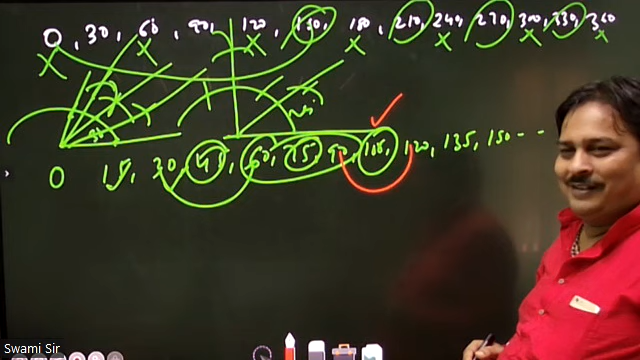 0, 30, 60, 90, 120, 150, 180, 210, 240, 270, 300, 330, 360
0 15, 30, 45, 60, 75, 90, 105, 120, 135, 150 - - -
Swami Sir